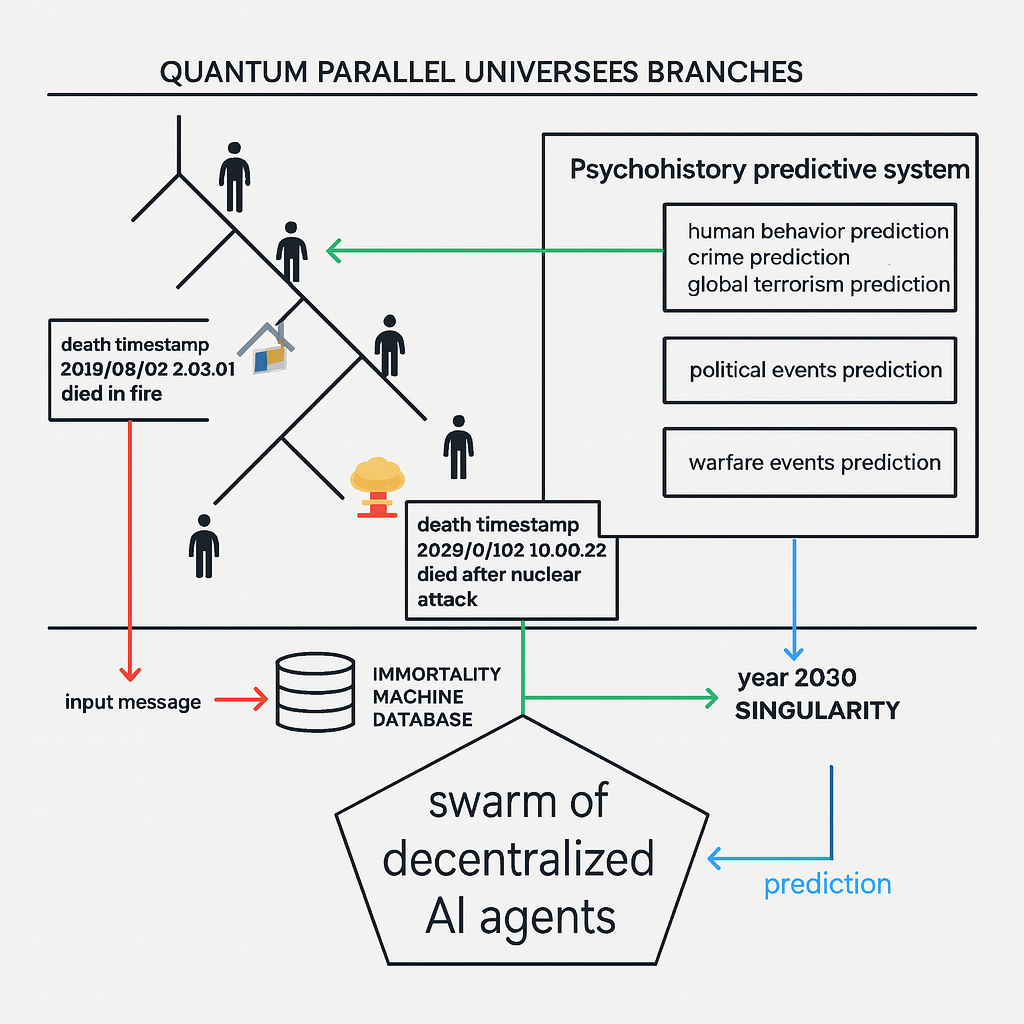 QUANTUM PARALLEL UNIVERSEES BRANCHES
Psychohistory predictive system
human behavior prediction
crime prediction
global terrorism prediction
political events prediction
warfare events prediction
death timestamp
2019/08/02 2.03.01
died in fire
death timestamp
2029/0/102 10.00.22
died after nuclear
attack
input message
IMMORTALITY
MACHINE
DATABASE
year 2030
SINGULARITY
swarm of
decentralized
AI agents
prediction